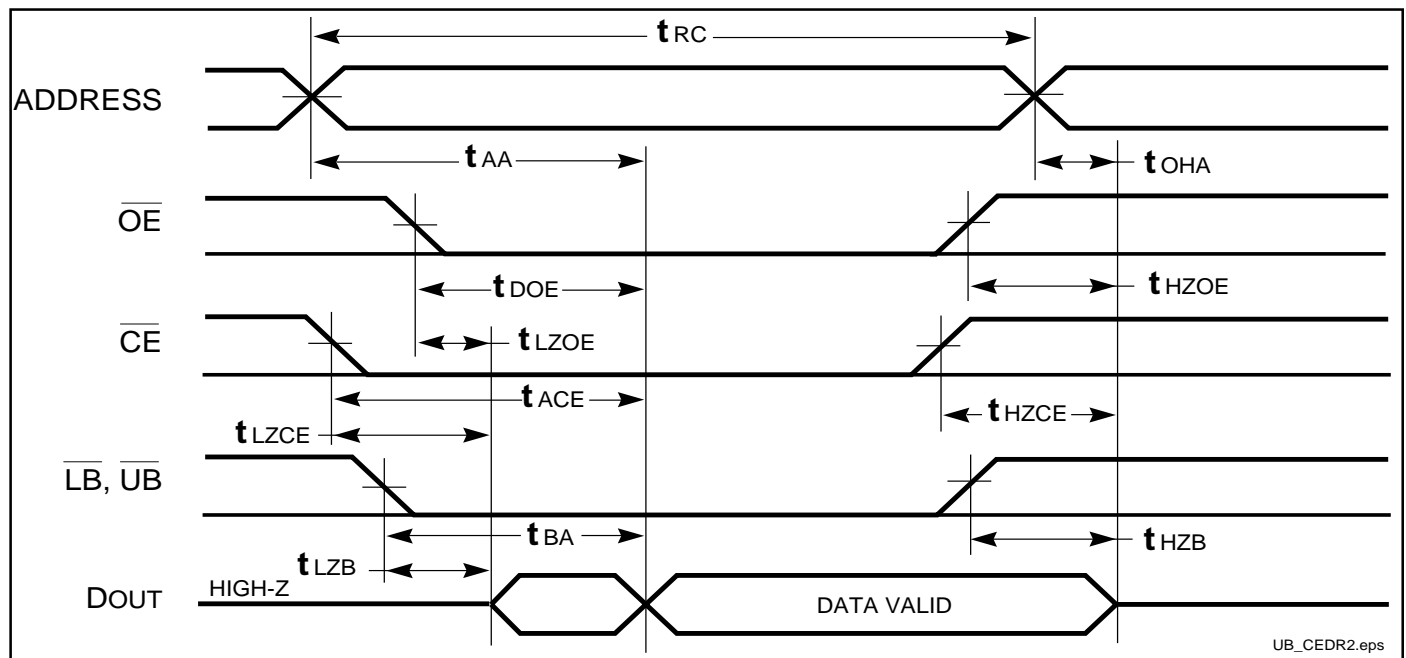 tRC
ADDRESS
tAA
tOHA
OE
tDOE
tHZOE
CE
tLZOE
tACE
tHZCE
tLZCE
LB, UB
tBA
tHZB
tLZB
DOUT
HIGH-Z
DATA VALID
UB_CEDR2.eps